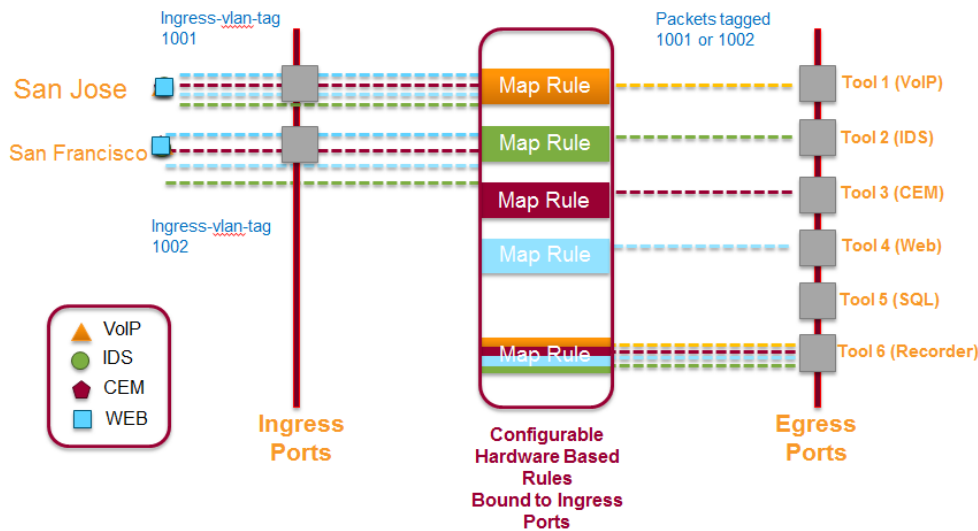 Ingress-vlan-tag
1001
Packets tagged
1001 or 1002
San Jose
Map Rule
Tool 1 (VoIP)
San Francisco
Map Rule
Tool 2 (IDS)
Map Rule
Tool 3 (CEM)
Ingress-vlan-tag
1002
Map Rule
Tool 4 (Web)
Tool 5 (SQL)
Map Rule
Tool 6 (Recorder)
VoIP
IDS
CEM
WEB
Ingress
Ports
Configurable
Hardware Based
Rules
Bound to Ingress
Ports
Egress
Ports